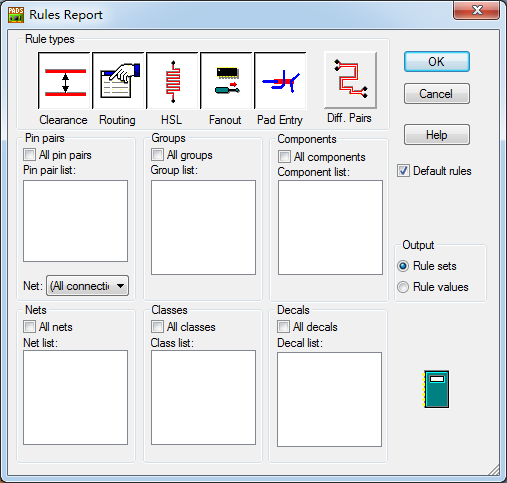 PADS
Rules Report
Rule types
Clearance Routing HSL Fanout Pad Entry Diff. Pairs
OK
Cancel
Help
Default rules
Pin pairs
All pin pairs
Pin pair list:
Net: (All connectic
Groups
All groups
Group list:
Components
All components
Component list:
Output
Rule sets
Rule values
Nets
All nets
Net list:
Classes
All classes
Class list:
Decals
All decals
Decal list: